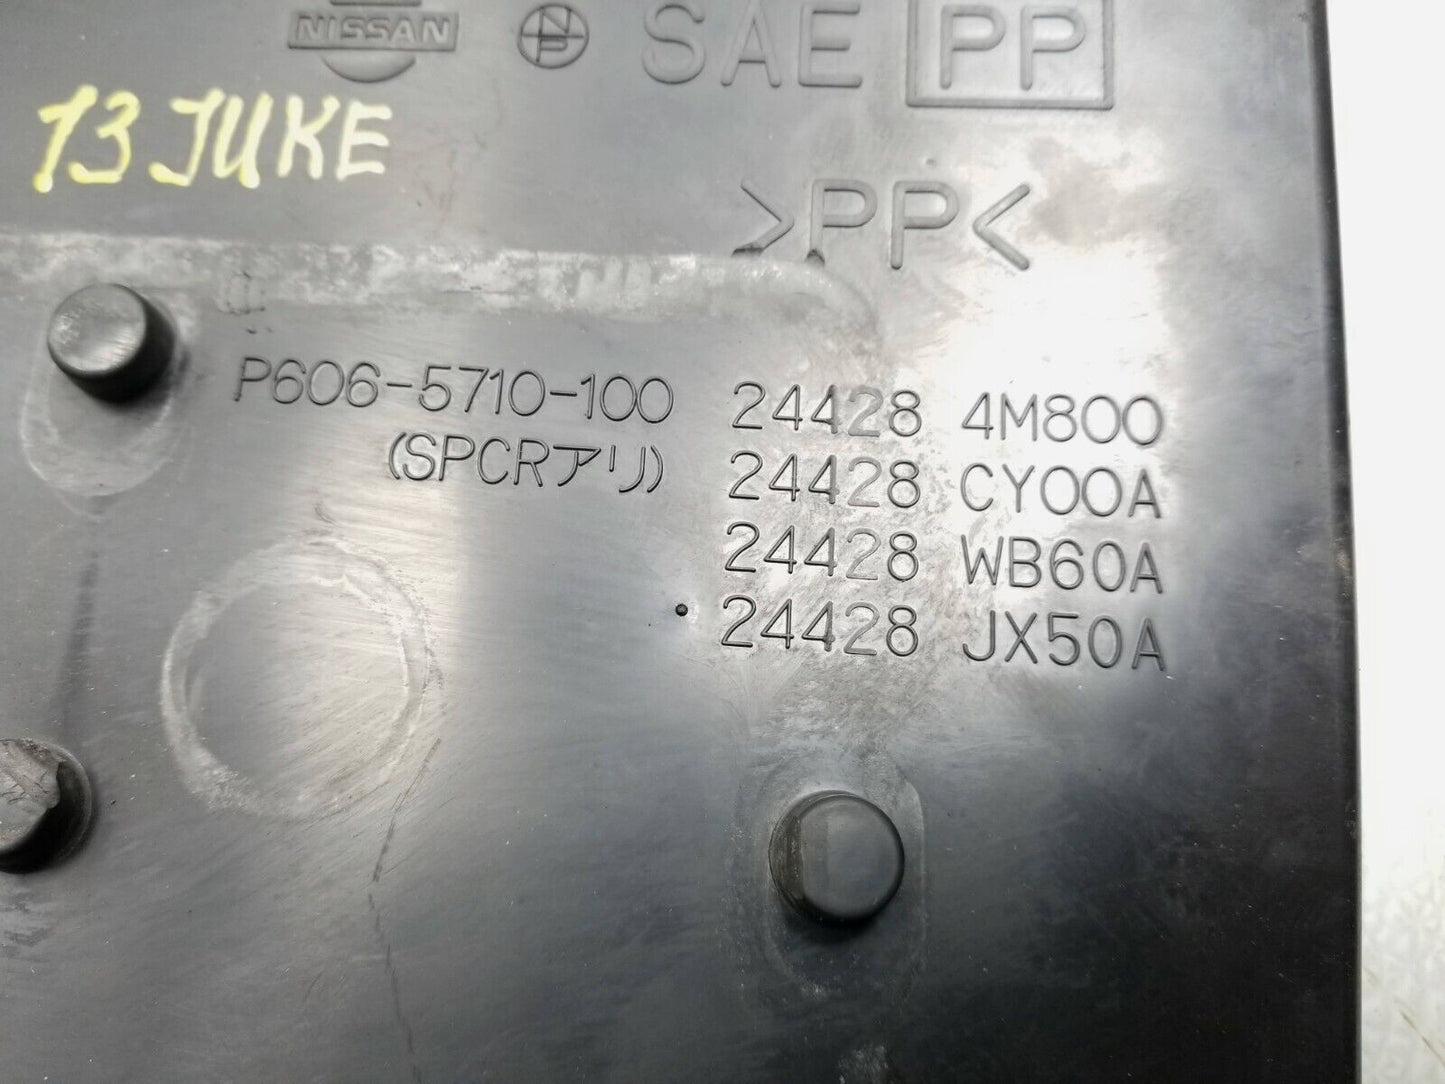 NISSAN NP SAE PP
13 JUKE
>PP<
P606-5710-100 24428 4M800
(SPCRアリ) 24428 CY00A
24428 WB60A
24428 JX50A